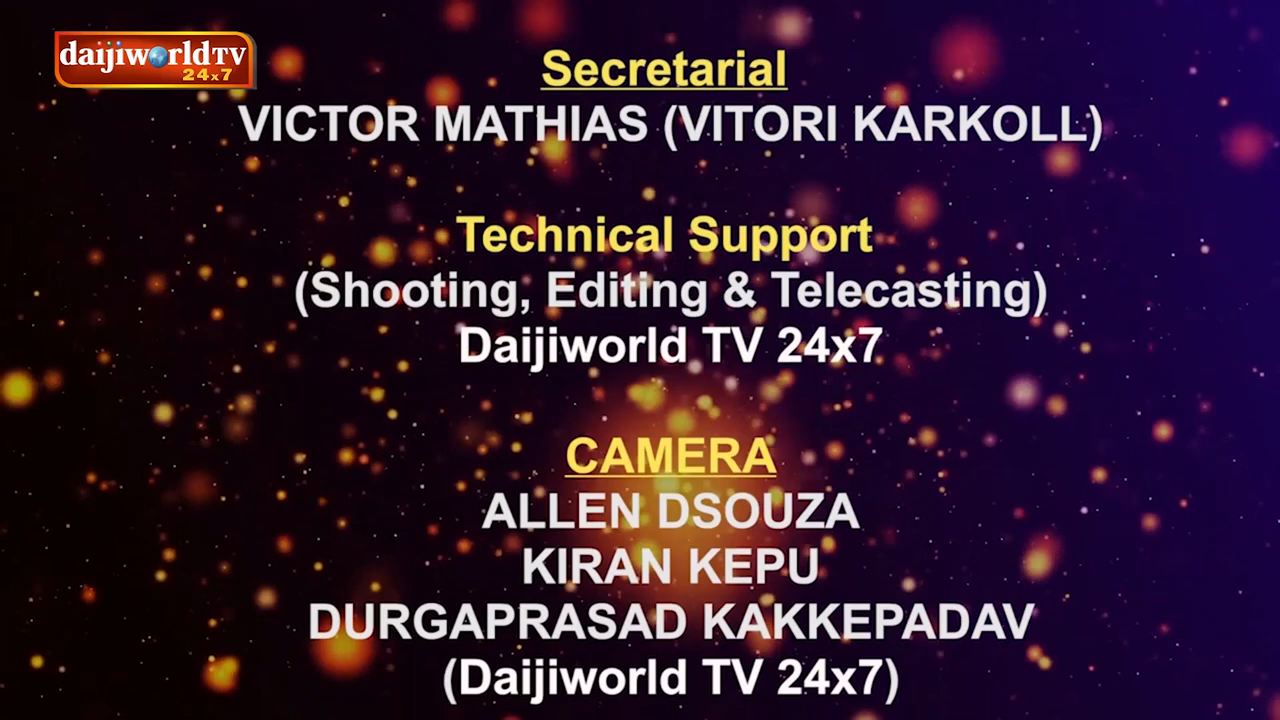 daijiworldTV
24x7
Secretarial
VICTOR MATHIAS (VITORI KARKOLL)
Technical Support
(Shooting, Editing & Telecasting)
Daijiworld TV 24x7
CAMERA
ALLEN DSOUZA
KIRAN KEPU
DURGAPRASAD KAKKEPADAV
(Daijiworld TV 24x7)